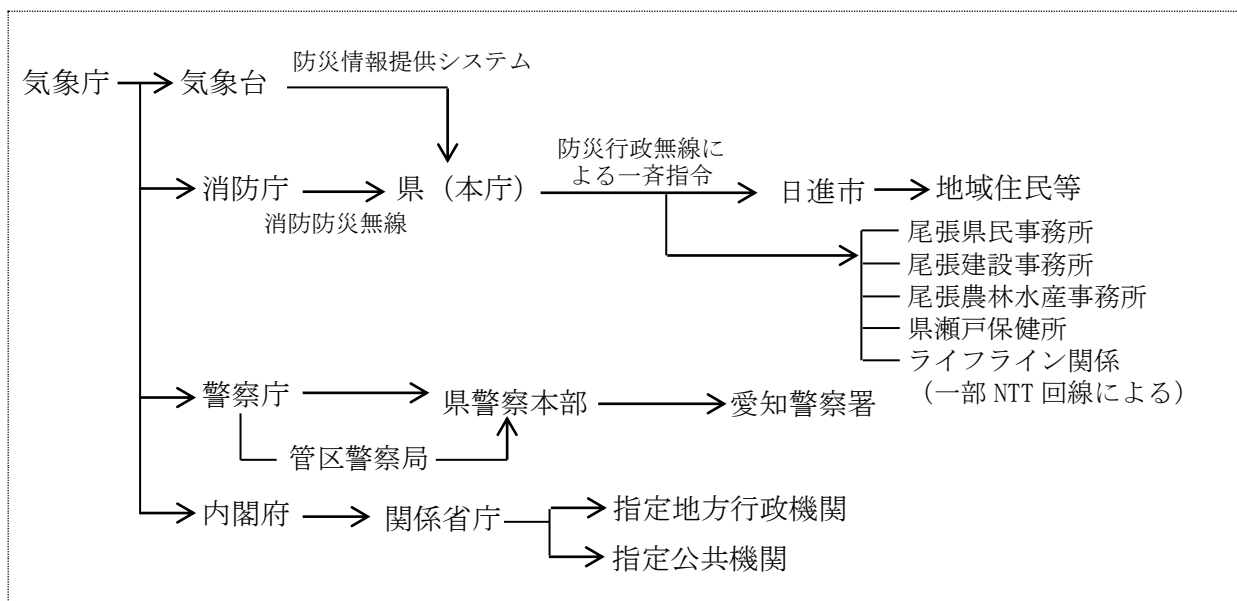 防災情報提供システム
気象庁
気象台
防災行政無線に
よる一斉指令
消防庁
県（本庁）
日進市
地域住民等
消防防災無線
尾張県民事務所
尾張建設事務所
尾張農林水産事務所
県瀬戸保健所
ライフライン関係
（一部 NTT 回線による）
警察庁
県警察本部
愛知警察署
管区警察局
内閣府
関係省庁
指定地方行政機関
指定公共機関